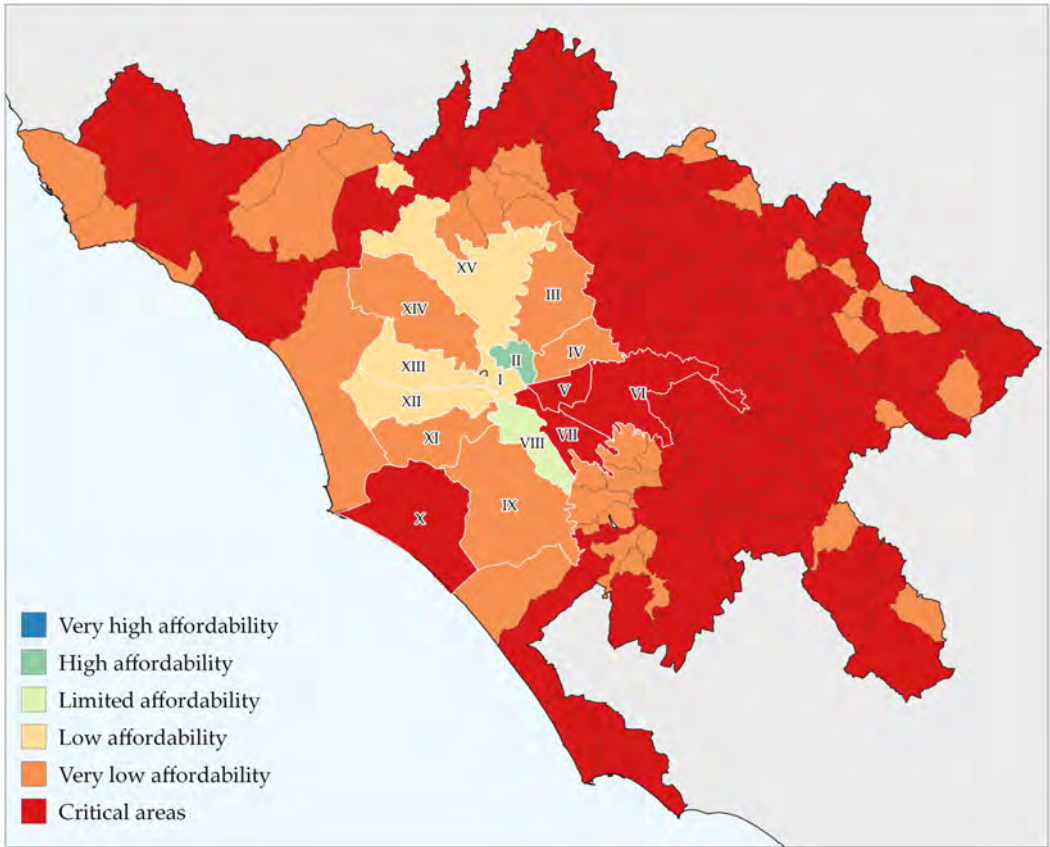 XV
III
XIV
IV
II
XIII
I
V
VI
XII
XI
VIII
VII
IX
X
Very high affordability
High affordability
Limited affordability
Low affordability
Very low affordability
Critical areas